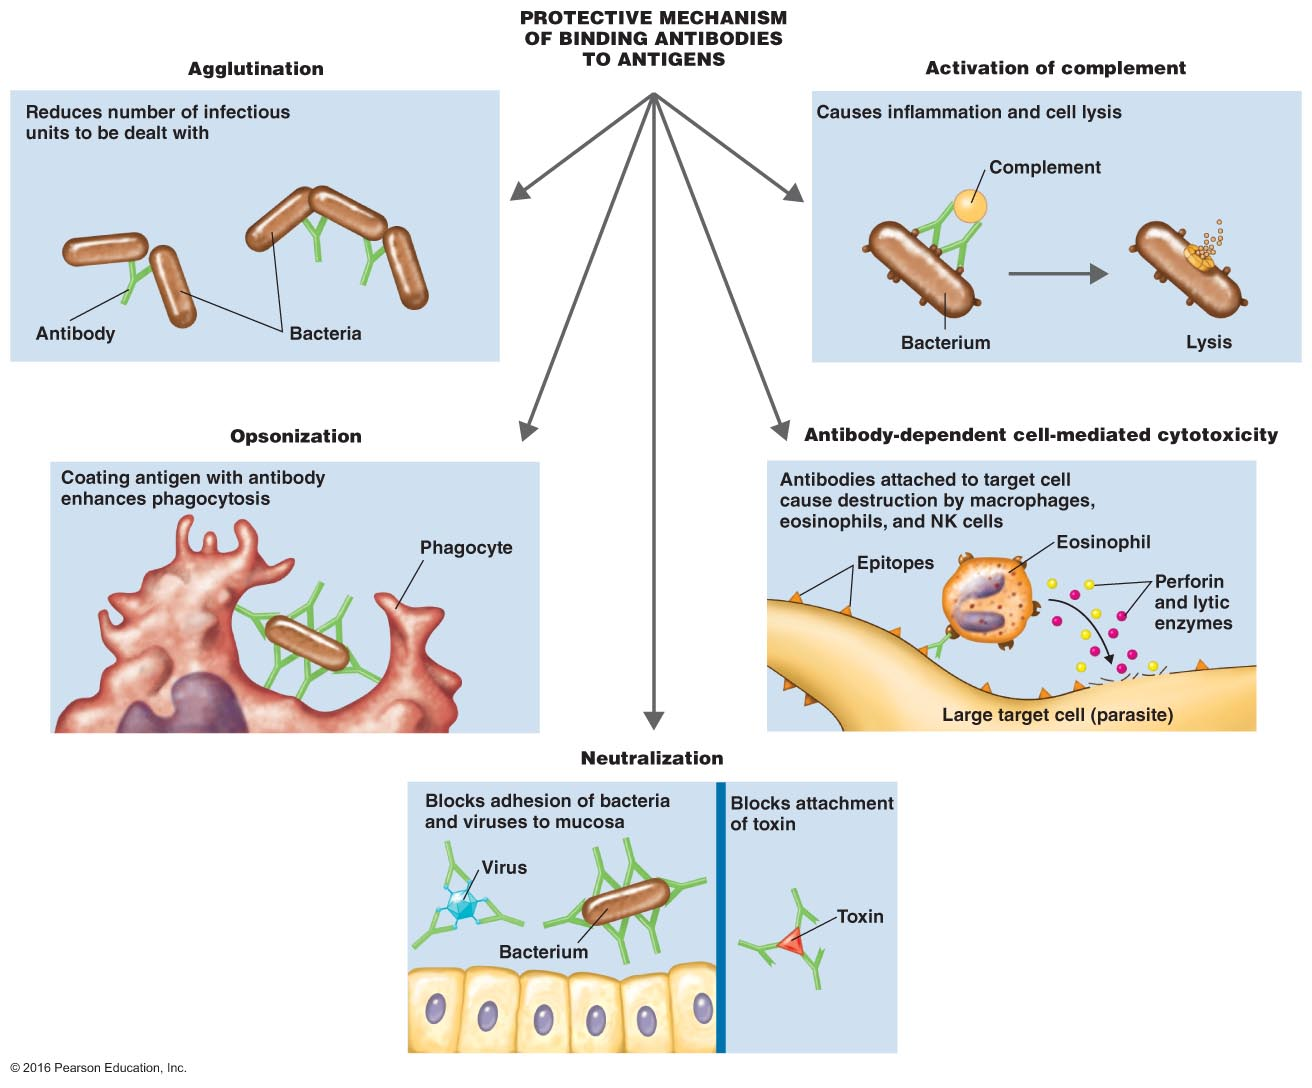 PROTECTIVE MECHANISM
OF BINDING ANTIBODIES
TO ANTIGENS
Agglutination
Reduces number of infectious
units to be dealt with
Antibody
Bacteria
Activation of complement
Causes inflammation and cell lysis
Complement
Bacterium
Lysis
Opsonization
Coating antigen with antibody
enhances phagocytosis
Phagocyte
Antibody-dependent cell-mediated cytotoxicity
Antibodies attached to target cell
cause destruction by macrophages,
eosinophils, and NK cells
Epitopes
Eosinophil
Perforin
and lytic
enzymes
Large target cell (parasite)
Neutralization
Blocks adhesion of bacteria
and viruses to mucosa
Virus
Bacterium
Blocks attachment
of toxin
Toxin
© 2016 Pearson Education, Inc.